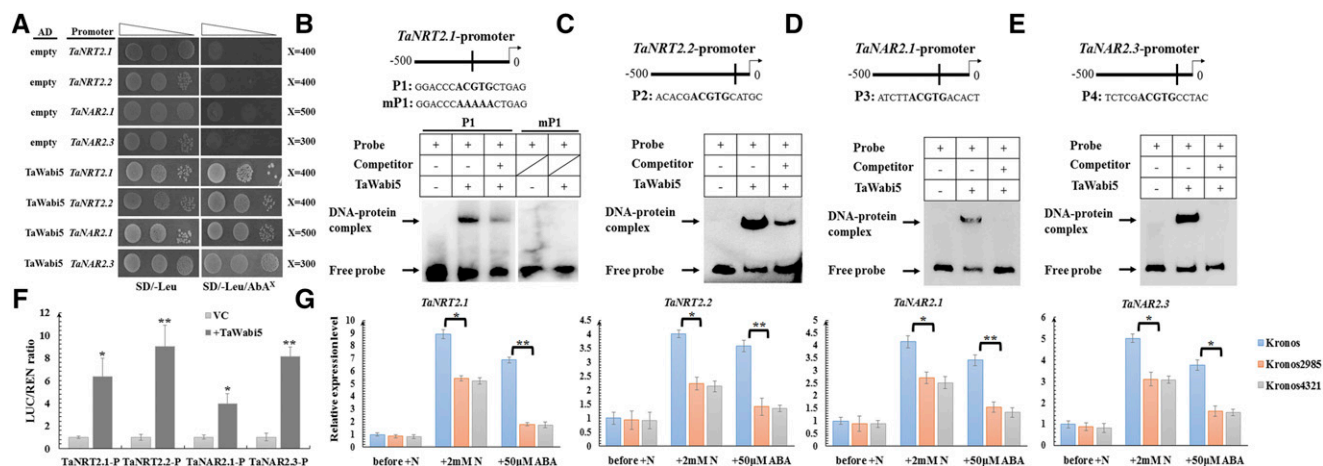 A
AD Promoter
empty TaNRT2.1 X=400
empty TaNRT2.2 X=400
empty TaNAR2.1 X=500
empty TaNAR2.3 X=300
TaWabi5 TaNRT2.1 X=400
TaWabi5 TaNRT2.2 X=400
TaWabi5 TaNAR2.1 X=500
TaWabi5 TaNAR2.3 X=300
SD/-Leu SD/-Leu/AbA^X
B
TaNRT2.1-promoter
-500 0
P1: GGACCCACGTGCTGAG
mP1: GGACCCAAAAACTGAG
P1 mP1
Probe + + +
Competitor - - +
TaWabi5 - + + - +
DNA-protein
complex
Free probe
C
TaNRT2.2-promoter
-500 0
P2: ACACGACGTGCATGC
Probe + + +
Competitor - - +
TaWabi5 - + +
DNA-protein
complex
Free probe
D
TaNAR2.1-promoter
-500 0
P3: ATCTTACGTGACACT
Probe + + +
Competitor - - +
TaWabi5 - + +
DNA-protein
complex
Free probe
E
TaNAR2.3-promoter
-500 0
P4: TCTCGACGTGCCTAC
Probe + + +
Competitor - - +
TaWabi5 - + +
DNA-protein
complex
Free probe
F
LUC/REN ratio
12
10
8
6
4
2
0
VC
+TaWabi5
* ** * **
TaNRT2.1-P TaNRT2.2-P TaNAR2.1-P TaNAR2.3-P
G
Relative expression level
TaNRT2.1
10
9
8
7
6
5
4
3
2
1
0
* **
before +N +2mM N +50μM ABA
TaNRT2.2
4.5
4
3.5
3
2.5
2
1.5
1
0.5
0
* **
before +N +2mM N +50μM ABA
TaNAR2.1
5
4.5
4
3.5
3
2.5
2
1.5
1
0.5
0
* **
before +N +2mM N +50μM ABA
TaNAR2.3
6
5
4
3
2
1
0
* *
before +N +2mM N +50μM ABA
Kronos
Kronos2985
Kronos4321